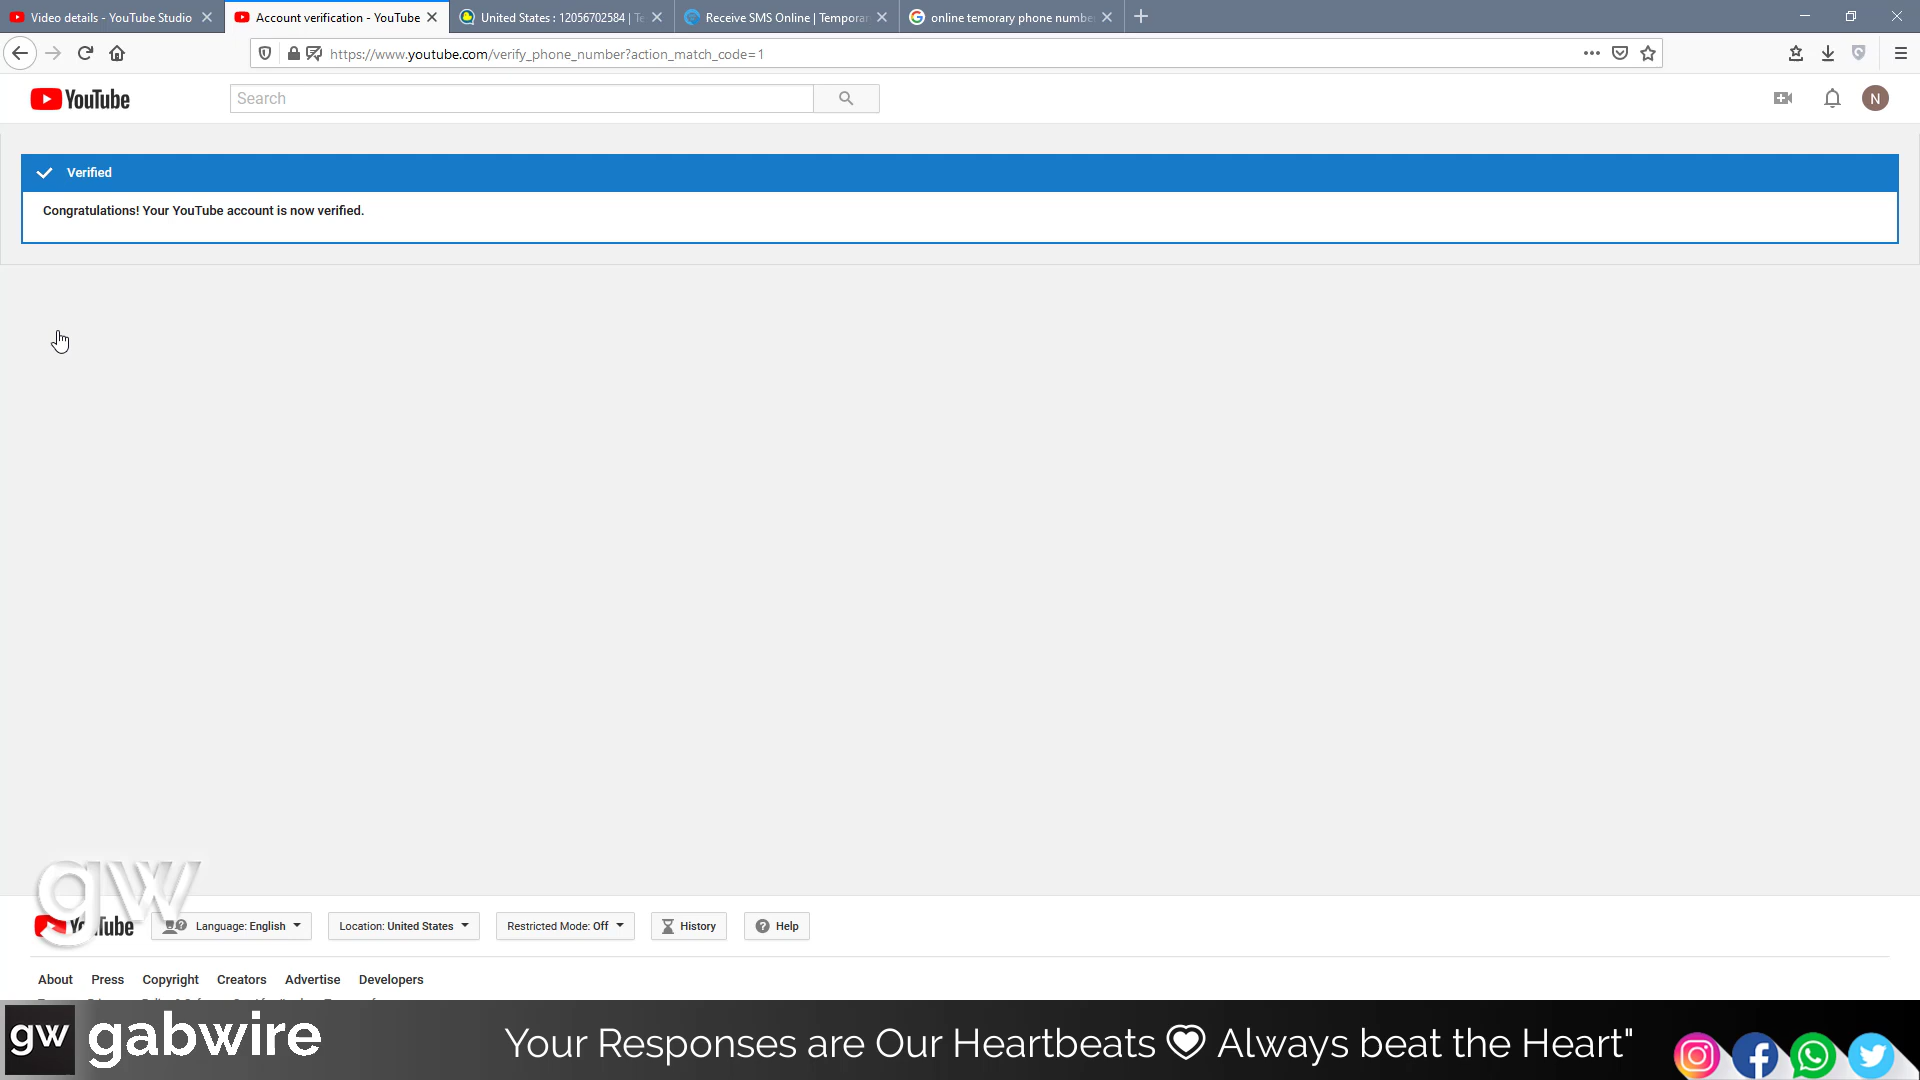 Video details - YouTube Studio
Account verification - YouTube
United States : 12056702584 | Te
Receive SMS Online | Tempora
online temorary phone numbe
https://www.youtube.com/verify_phone_number?action_match_code=1
YouTube
Search
N
Verified
Congratulations! Your YouTube account is now verified.
gw
YouTube
Language: English
Location: United States
Restricted Mode: Off
History
Help
About Press Copyright Creators Advertise Developers
gw gabwire
Your Responses are Our Heartbeats Always beat the Heart"